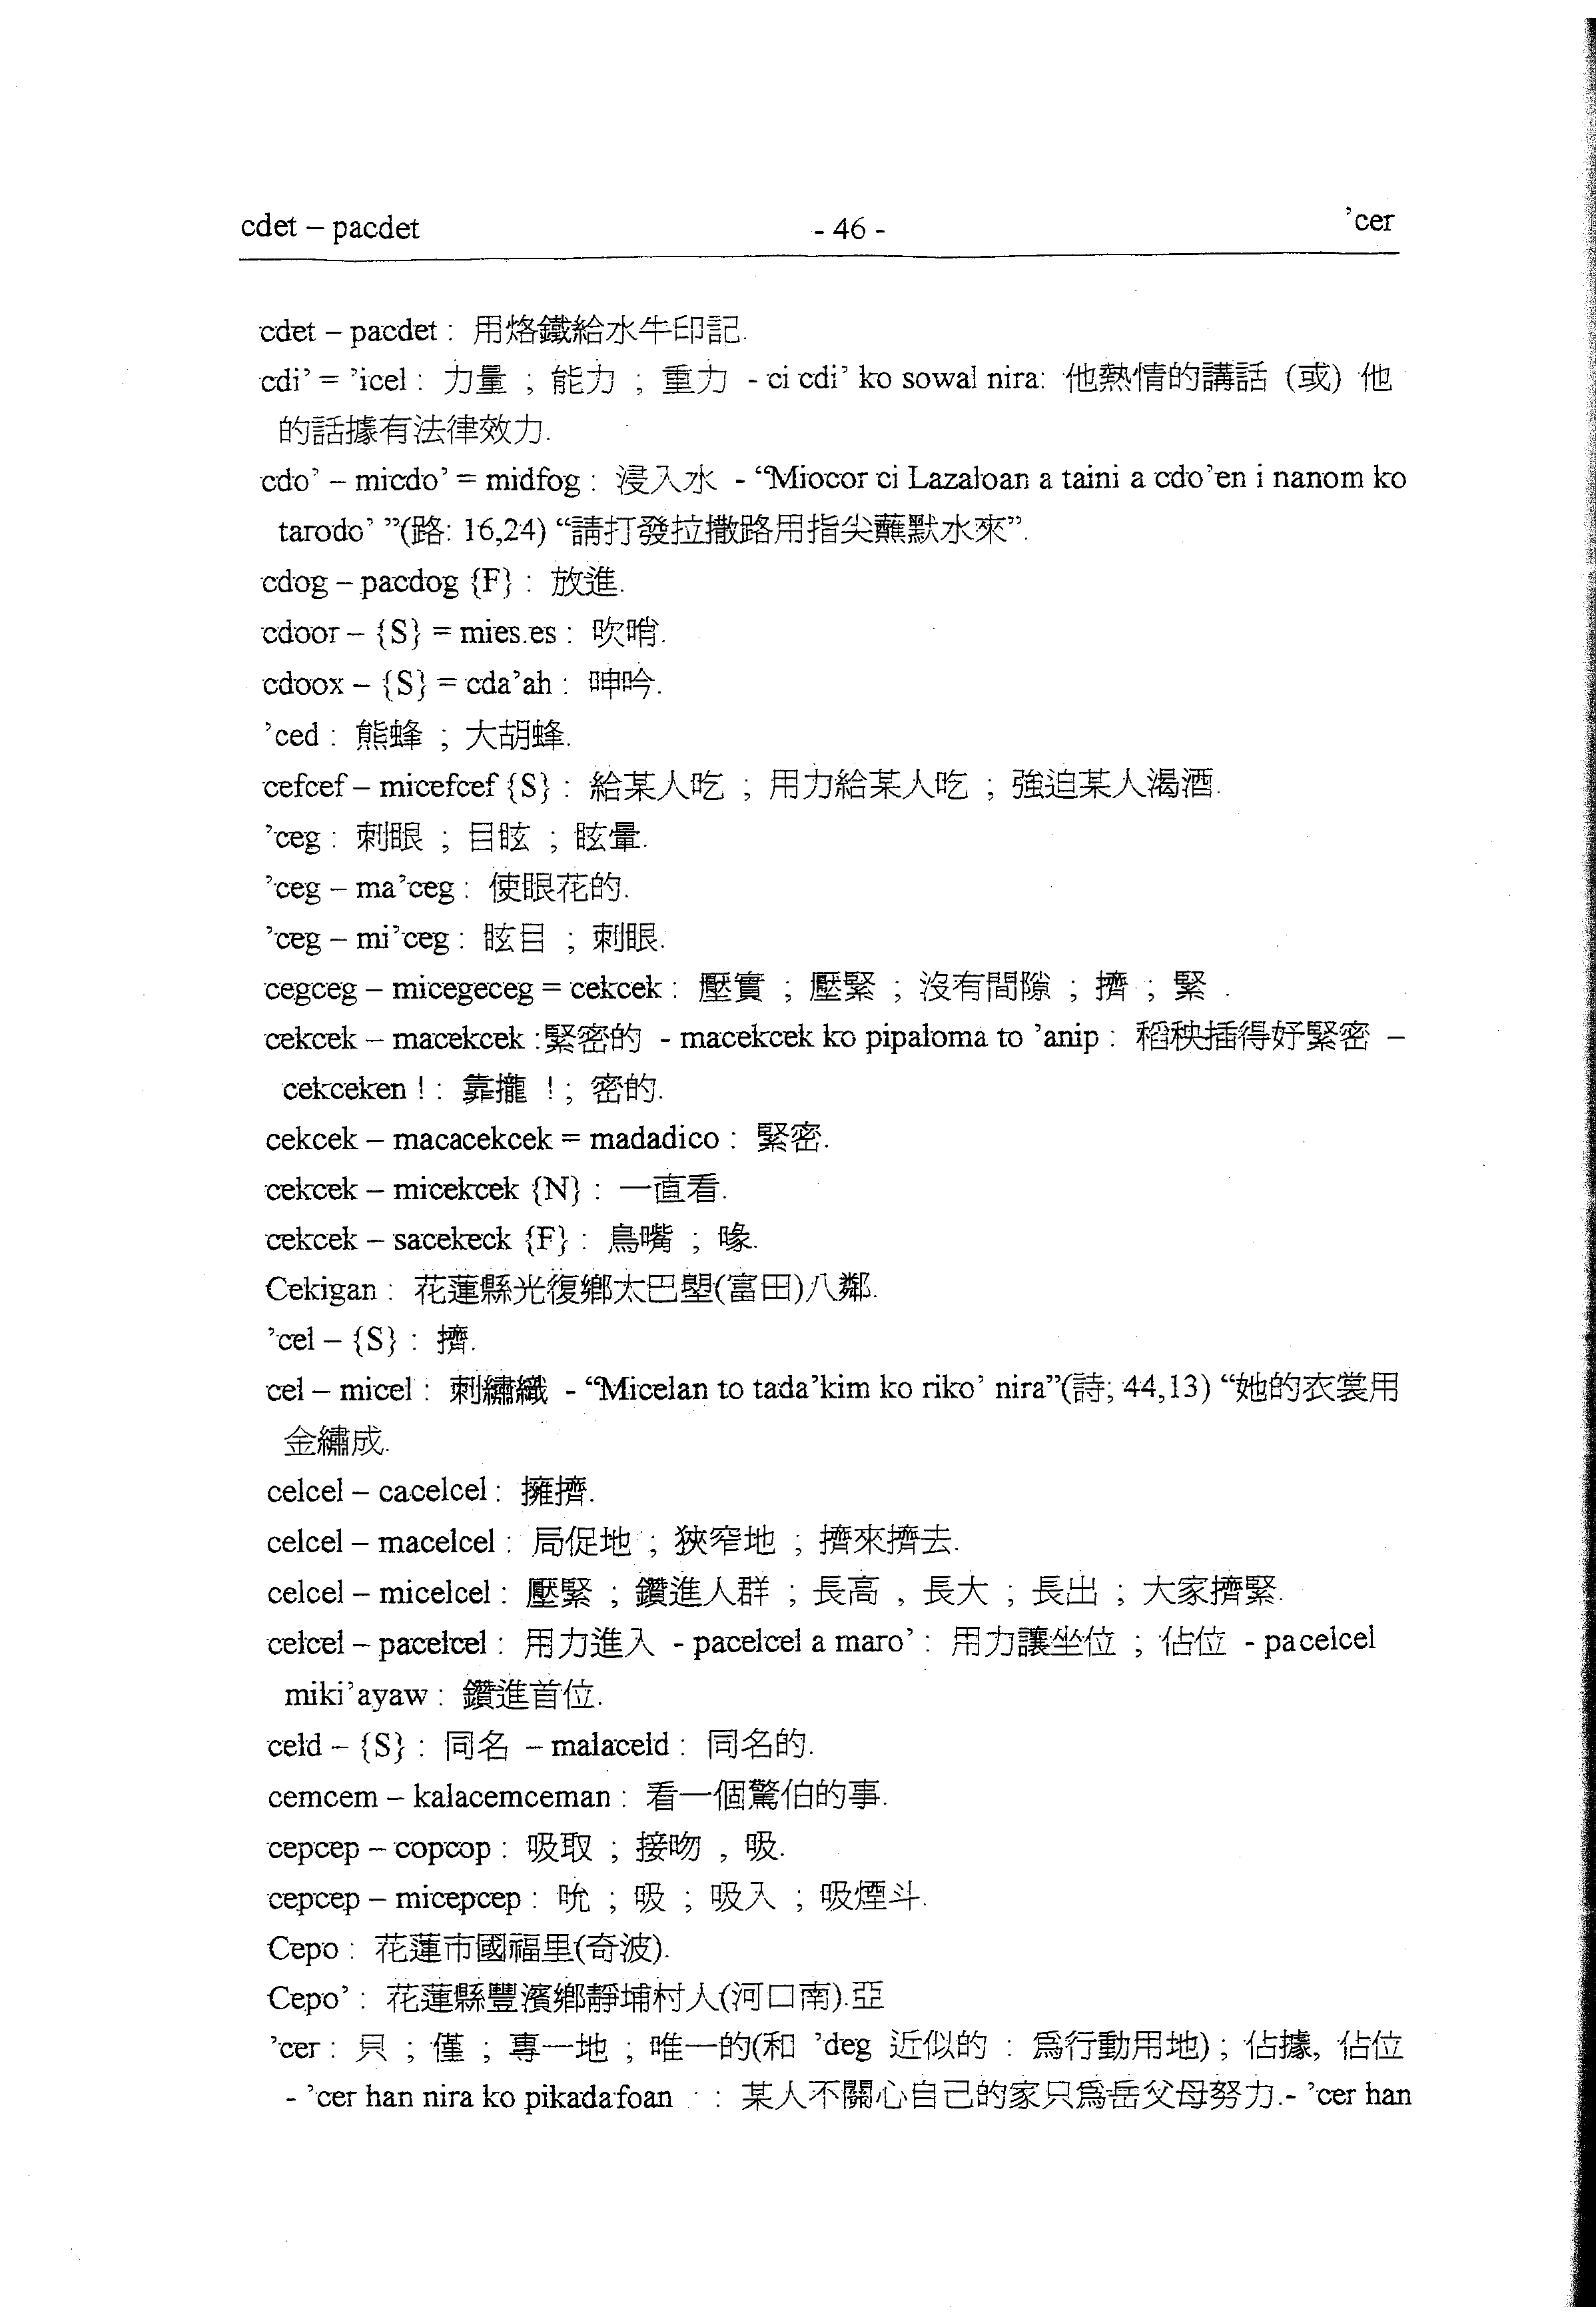 cdet – pacdet
- 46 -
’cer
cdet – pacdet : 用烙鐵給水牛印記.
cdi’ = ’icel : 力量 ; 能力 ; 重力 - ci cdi’ ko sowal nira: 他熱情的講話 (或) 他
的話據有法律效力.
cdo’ – micdo’ = midfog : 浸入水 - “Miocor ci Lazaloan a taini a cdo’en i nanom ko
tarodo’ ”(路: 16,24) “請打發拉撒路用指尖蘸默水來”.
cdog – pacdog {F} : 放進.
cdoor – {S} = mies.es : 吹哨.
cdoox – {S} = cda’ah : 呻吟.
’ced : 熊蜂 ; 大胡蜂.
cefcef – micefcef {S} : 給某人吃 ; 用力給某人吃 ; 強迫某人渴酒.
’ceg : 刺眼 ; 目眩 ; 眩暈.
’ceg – ma’ceg : 使眼花的.
’ceg – mi’ceg : 眩目 ; 刺眼.
cegceg – micegeceg = cekcek : 壓實 ; 壓緊 ; 沒有間隙 ; 擠 ; 緊 .
cekcek – macekcek :緊密的 - macekcek ko pipaloma to ’anip : 稻秧插得好緊密 –
cekceken ! : 靠攏 ! ; 密的.
cekcek – macacekcek = madadico : 緊密.
cekcek – micekcek {N} : 一直看.
cekcek – sacekeck {F} : 鳥嘴 ; 喙.
Cekigan : 花蓮縣光復鄉太巴塱(富田)八鄰.
’cel – {S} : 擠.
cel – micel : 刺繡織 - “Micelan to tada’kim ko riko’ nira”(詩; 44,13) “她的衣裳用
金繡成.
celcel – cacelcel : 擁擠.
celcel – macelcel : 局促地 ; 狹窄地 ; 擠來擠去.
celcel – micelcel : 壓緊 ; 鑽進人群 ; 長高 , 長大 ; 長出 ; 大家擠緊.
celcel – pacelcel : 用力進入 - pacelcel a maro’ : 用力讓坐位 ; 佔位 - pacelcel
miki’ayaw : 鑽進首位.
celd – {S} : 同名 – malaceld : 同名的.
cemcem – kalacemceman : 看一個驚伯的事.
cepcep – copcop : 吸取 ; 接吻 , 吸.
cepcep – micepcep : 吮 ; 吸 ; 吸入 ; 吸煙斗.
Cepo : 花蓮市國福里(奇波).
Cepo’ : 花蓮縣豐濱鄉靜埔村人(河口南).亞
’cer : 貝 ; 僅 ; 專一地 ; 唯一的(和 ’deg 近似的 : 為行動用地) ; 佔據, 佔位
- ’cer han nira ko pikadafoan : 某人不關心自己的家只為岳父母努力.- ’cer han